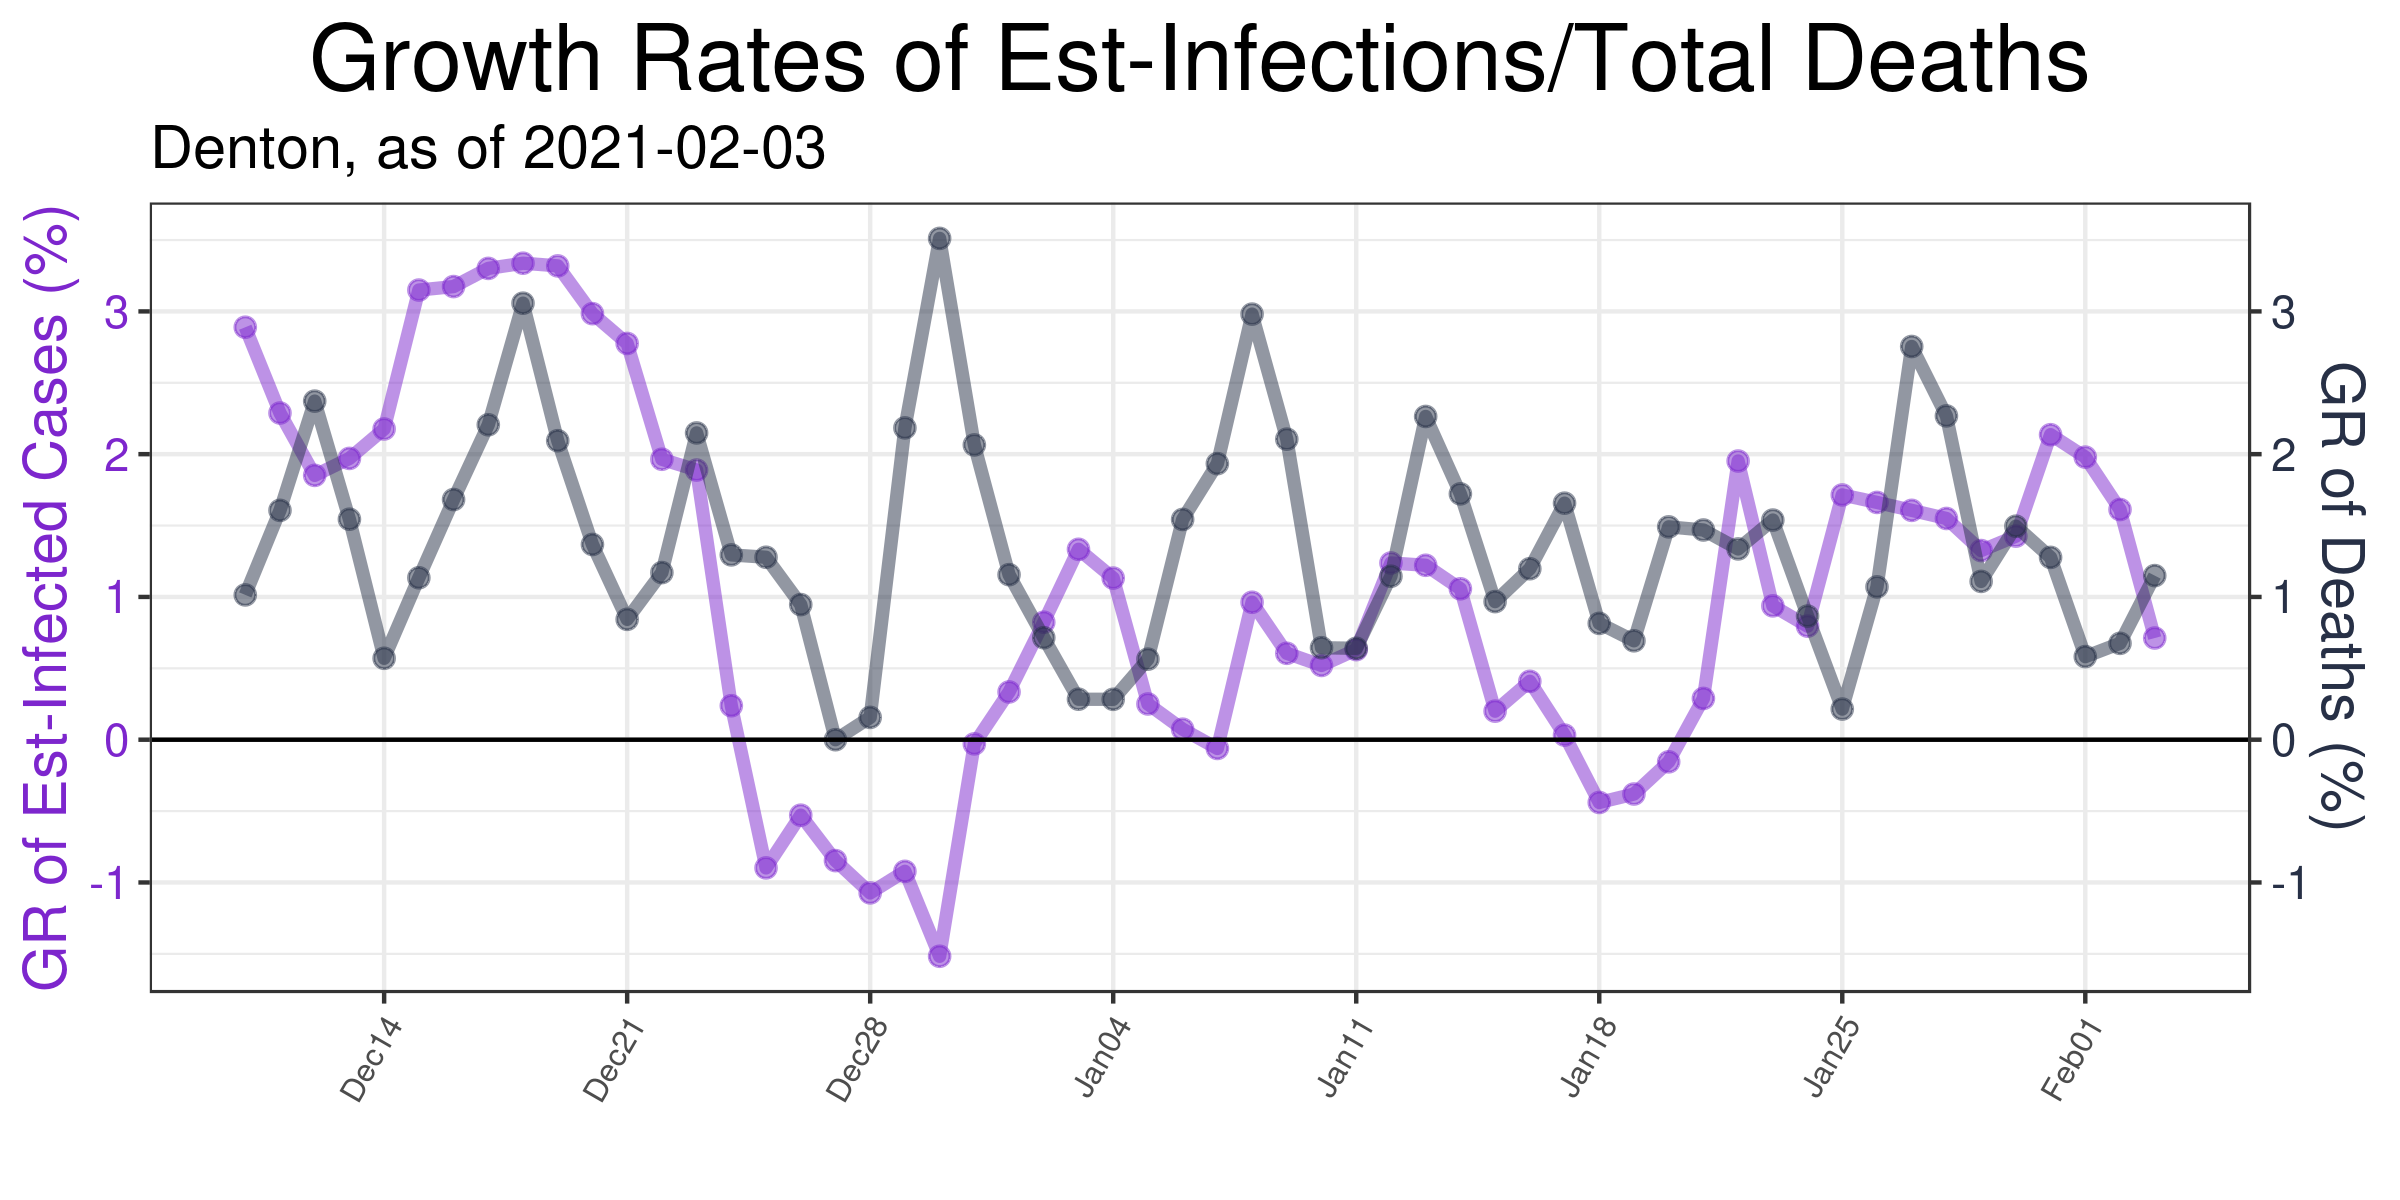 Growth Rates of Est-Infections/Total Deaths
Denton, as of 2021-02-03
GR of Est-Infected Cases (%)
3
2
1
0
-1
3
2
1
0
-1
GR of Deaths (%)
Dec14
Dec21
Dec28
Jan04
Jan11
Jan18
Jan25
Feb01